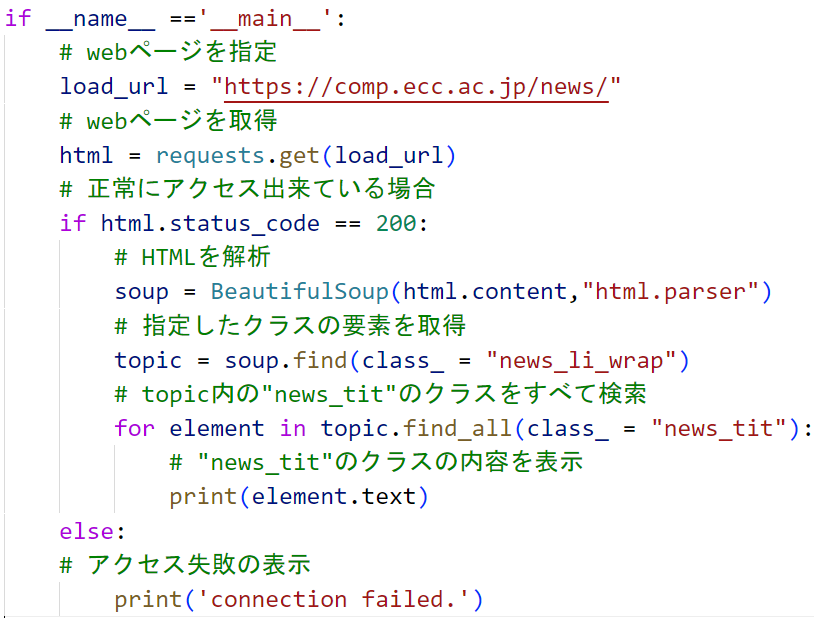 if __name__ =='__main__':
    # webページを指定
    load_url = "https://comp.ecc.ac.jp/news/"
    # webページを取得
    html = requests.get(load_url)
    # 正常にアクセス出来ている場合
    if html.status_code == 200:
        # HTMLを解析
        soup = BeautifulSoup(html.content,"html.parser")
        # 指定したクラスの要素を取得
        topic = soup.find(class_ = "news_li_wrap")
        # topic内の"news_tit"のクラスをすべて検索
        for element in topic.find_all(class_ = "news_tit"):
            # "news_tit"のクラスの内容を表示
            print(element.text)
    else:
    # アクセス失敗の表示
        print('connection failed.')